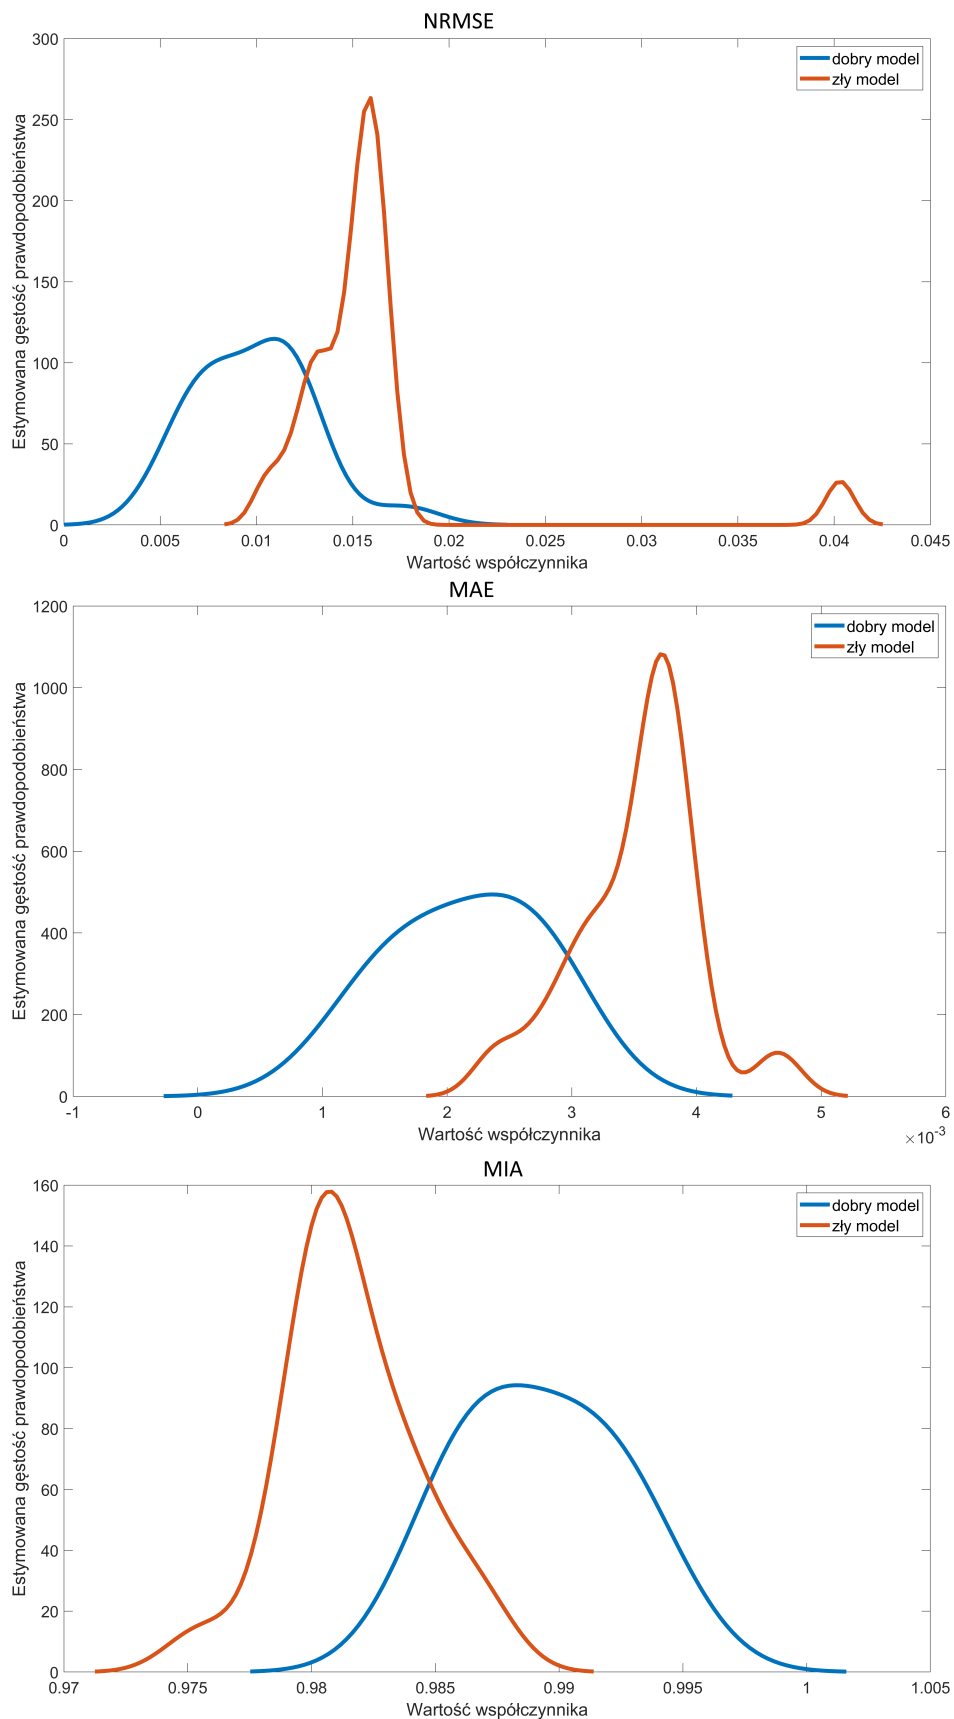 NRMSE
300
250
200
150
100
50
0
Estymowana gęstość prawdpopodobieństwa
dobry model
zły model
0 0.005 0.01 0.015 0.02 0.025 0.03 0.035 0.04 0.045
Wartość współczynnika
MAE
1200
1000
800
600
400
200
0
Estymowana gęstość prawdpopodobieństwa
dobry model
zły model
-1 0 1 2 3 4 5 6
Wartość współczynnika
×10-3
MIA
160
140
120
100
80
60
40
20
0
Estymowana gęstość prawdpopodobieństwa
dobry model
zły model
0.97 0.975 0.98 0.985 0.99 0.995 1 1.005
Wartość współczynnika